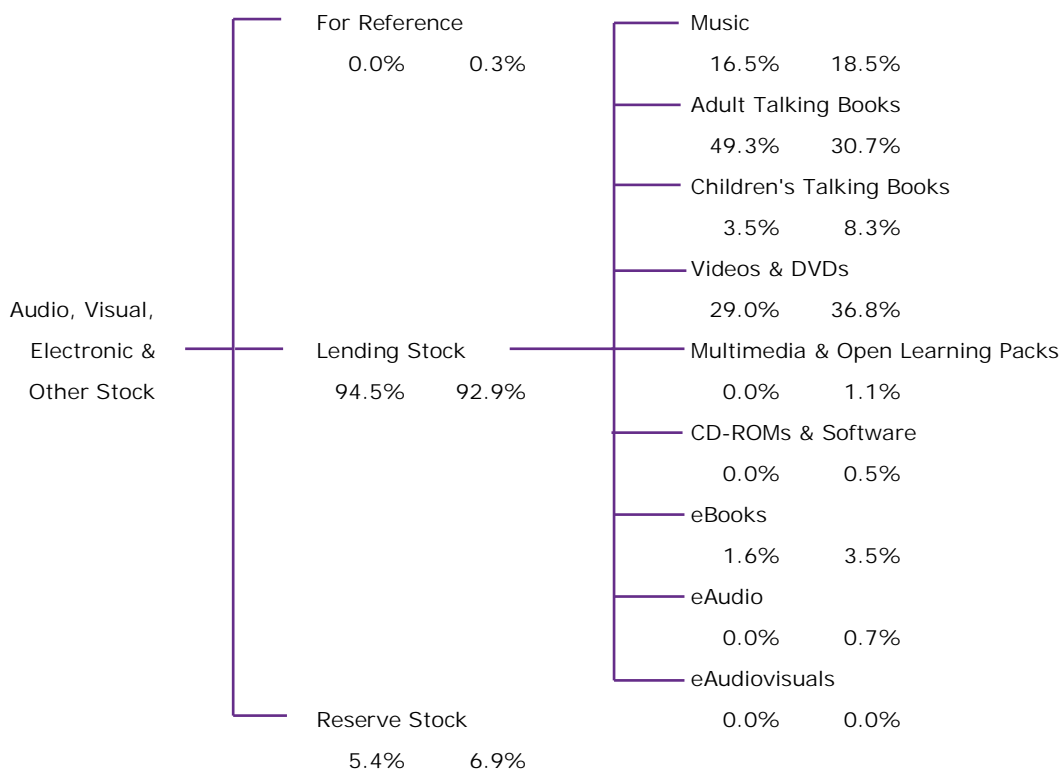 Audio, Visual,
Electronic &
Other Stock
For Reference
0.0% 0.3%
Lending Stock
94.5% 92.9%
Reserve Stock
5.4% 6.9%
Music
16.5% 18.5%
Adult Talking Books
49.3% 30.7%
Children's Talking Books
3.5% 8.3%
Videos & DVDs
29.0% 36.8%
Multimedia & Open Learning Packs
0.0% 1.1%
CD-ROMs & Software
0.0% 0.5%
eBooks
1.6% 3.5%
eAudio
0.0% 0.7%
eAudiovisuals
0.0% 0.0%